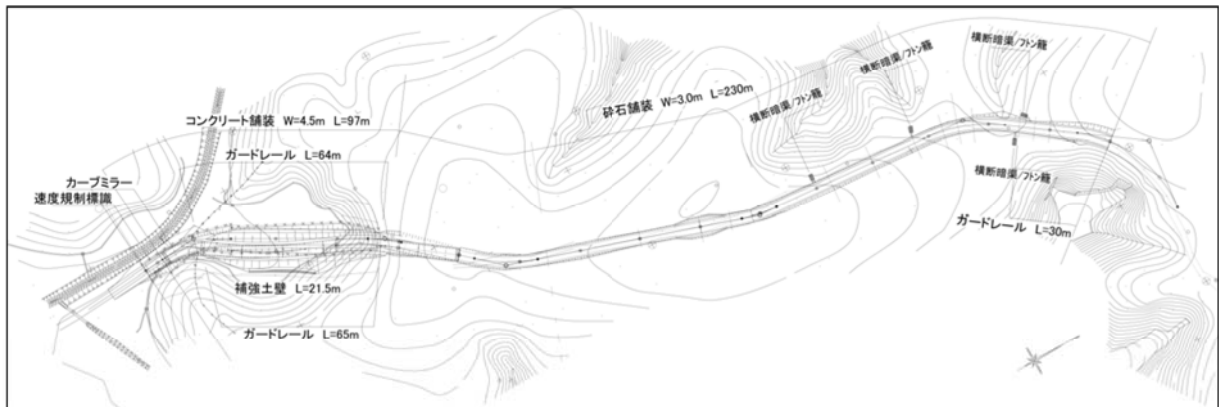 コンクリート舗装 W=4.5m L=97m
ガードレール L=64m
カーブミラー
速度規制標識
補強土壁 L=21.5m
ガードレール L=65m
砕石舗装 W=3.0m L=230m
横断暗渠/フトン籠
横断暗渠/フトン籠
横断暗渠/フトン籠
横断暗渠/フトン籠
ガードレール L=30m